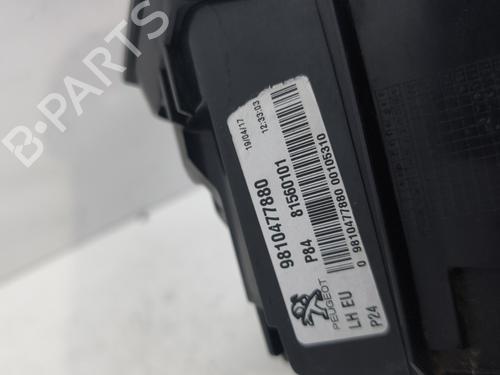 B-PARTS
19/04/17 12:33:03
9810477880
P84 81560101
0 9810477880 00105310
PEUGEOT
LH EU
P24